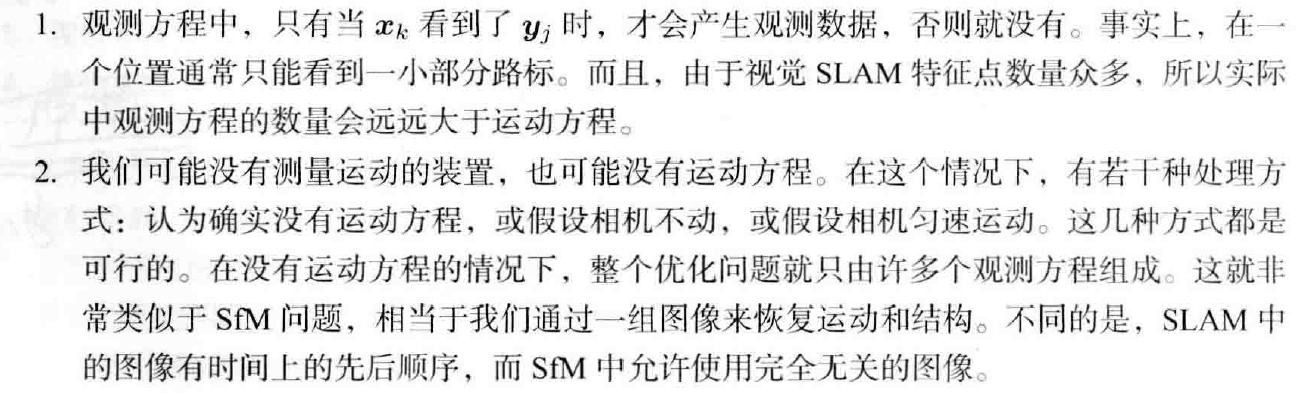 1. 观测方程中，只有当 xₖ 看到了 yⱼ 时，才会产生观测数据，否则就没有。事实上，在一
个位置通常只能看到一小部分路标。而且，由于视觉 SLAM 特征点数量众多，所以实际
中观测方程的数量会远远大于运动方程。
2. 我们可能没有测量运动的装置，也可能没有运动方程。在这个情况下，有若干种处理方
式：认为确实没有运动方程，或假设相机不动，或假设相机匀速运动。这几种方式都是
可行的。在没有运动方程的情况下，整个优化问题就只由许多个观测方程组成。这就非
常类似于 SfM 问题，相当于我们通过一组图像来恢复运动和结构。不同的是，SLAM 中
的图像有时间上的先后顺序，而 SfM 中允许使用完全无关的图像。